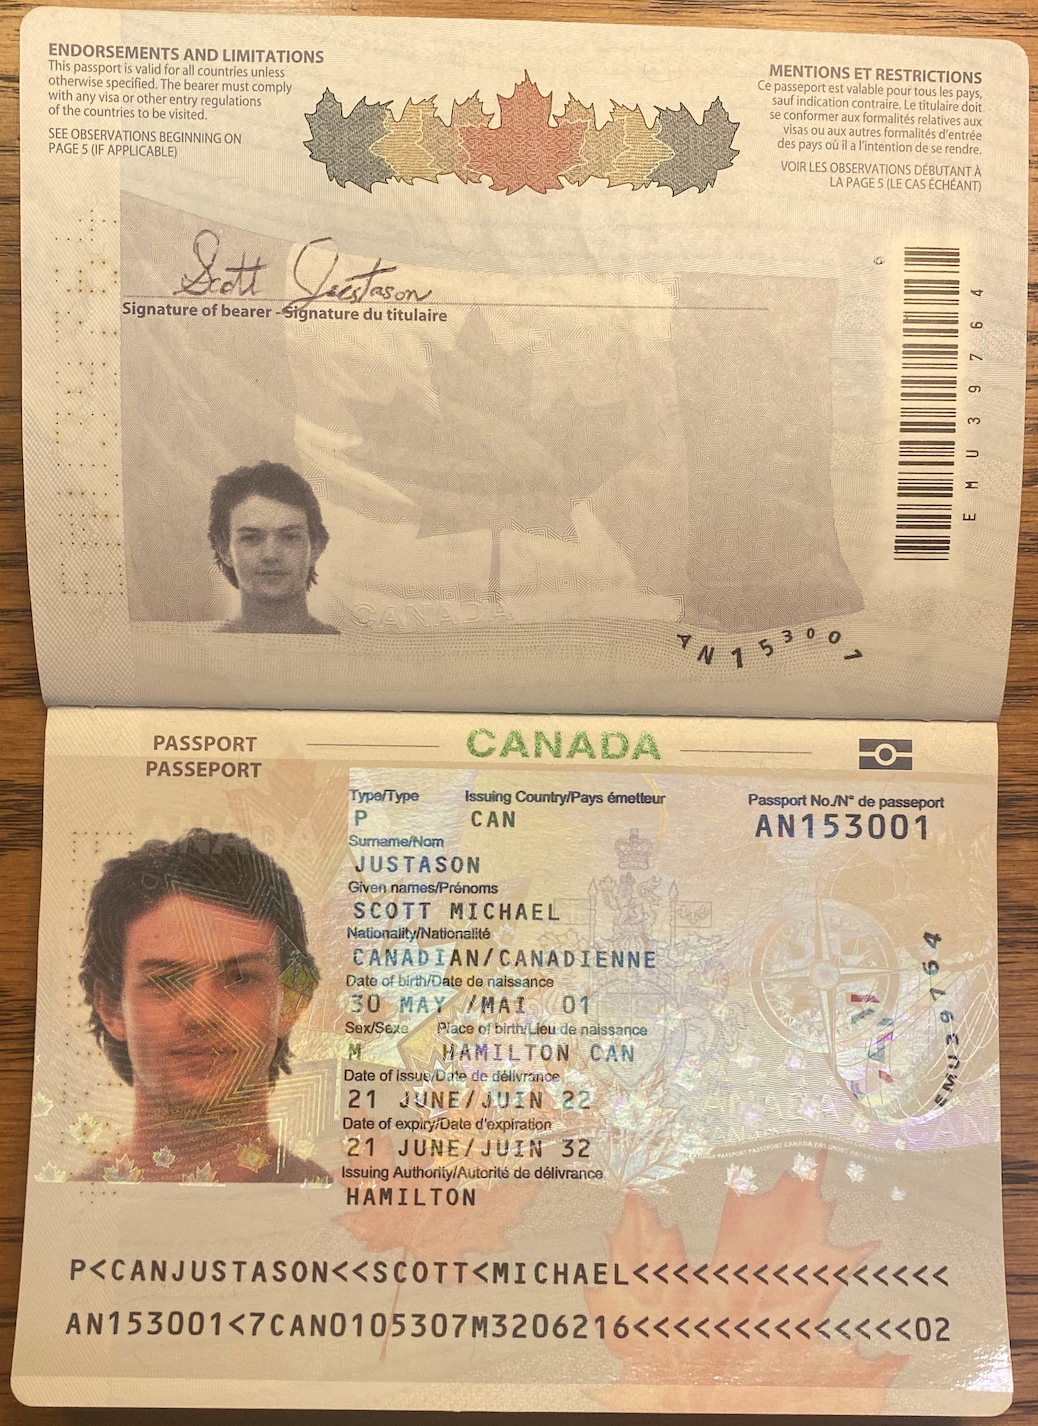 ENDORSEMENTS AND LIMITATIONS
This passport is valid for all countries unless
otherwise specified. The bearer must comply
with any visa or other entry regulations
of the countries to be visited.
SEE OBSERVATIONS BEGINNING ON
PAGE 5 (IF APPLICABLE)
MENTIONS ET RESTRICTIONS
Ce passeport est valable pour tous les pays,
sauf indication contraire. Le titulaire doit
se conformer aux formalités relatives aux
visas ou aux autres formalités d'entrée
des pays où il a l'intention de se rendre.
VOIR LES OBSERVATIONS DÉBUTANT À
LA PAGE 5 (LE CAS ÉCHÉANT)
Scott Justason
Signature of bearer - Signature du titulaire
6
EMU39764
CANADA
AN153001
PASSPORT
PASSEPORT
CANADA
Type/Type Issuing Country/Pays émetteur Passport No./N° de passeport
P CAN AN153001
Surname/Nom
JUSTASON
Given names/Prénoms
SCOTT MICHAEL
Nationality/Nationalité
CANADIAN/CANADIENNE
Date of birth/Date de naissance
30 MAY /MAI 01
Sex/Sexe Place of birth/Lieu de naissance
M HAMILTON CAN
Date of issue/Date de délivrance
21 JUNE/JUIN 22
Date of expiry/Date d'expiration
21 JUNE/JUIN 32
Issuing Authority/Autorité de délivrance
HAMILTON
EMU39764
P<CANJUSTASON<<SCOTT<MICHAEL<<<<<<<<<<<<<<<<
AN153001<7CAN0105307M3206216<<<<<<<<<<<<<<02